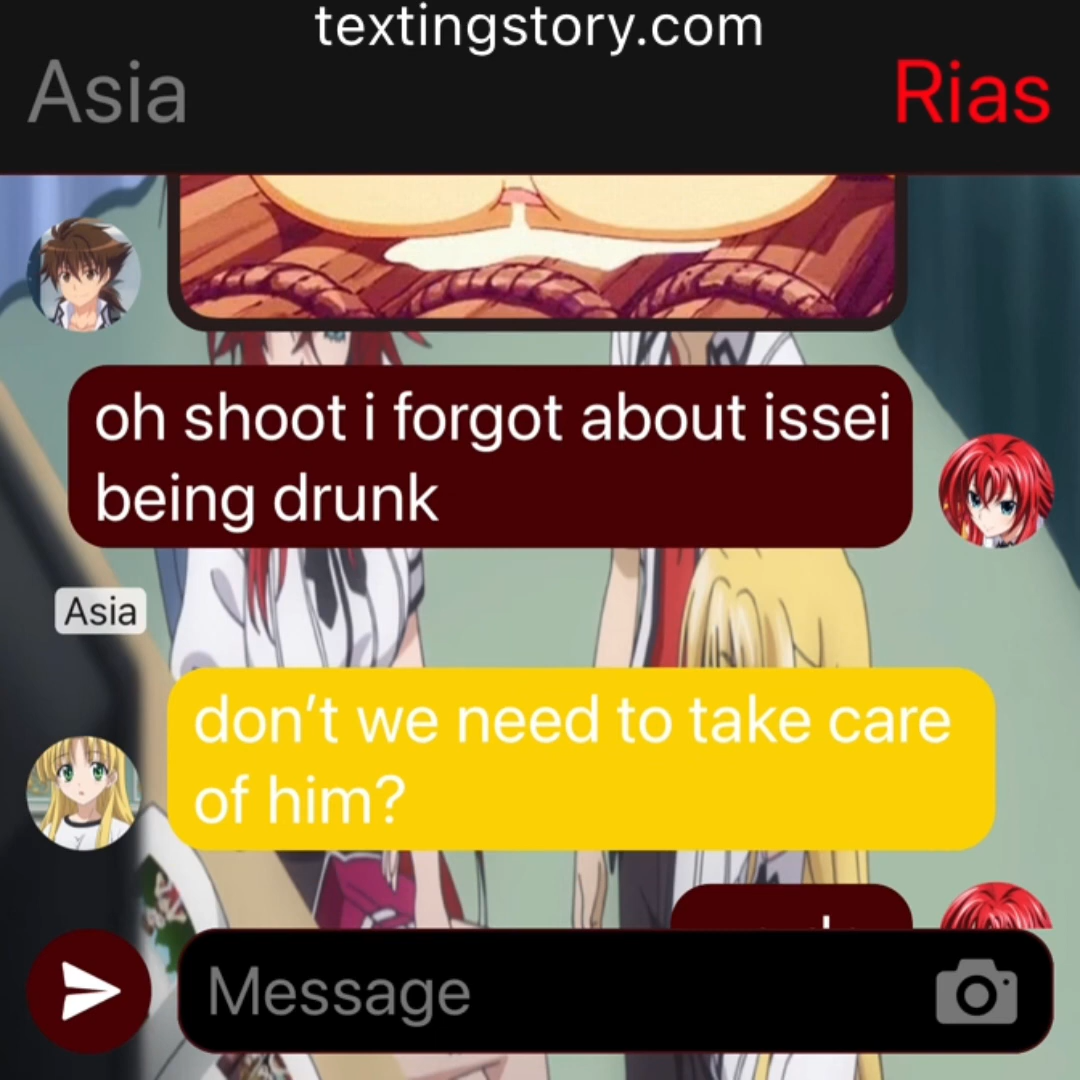 textingstory.com
Asia
Rias
oh shoot i forgot about issei
being drunk
Asia
don’t we need to take care
of him?
Message